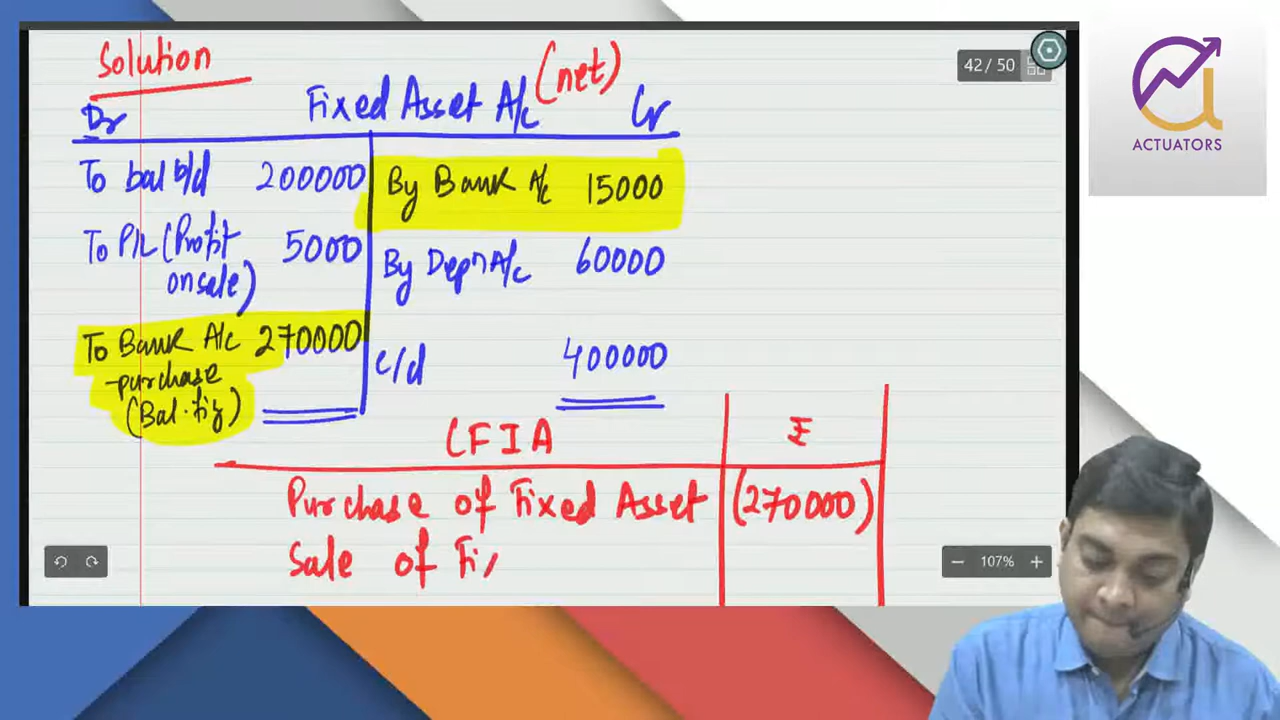 Solution
Fixed Asset A/c (net)
Dr
Cr
To bal b/d 200000
By Bank A/c 15000
To P/L (Profit on sale) 5000
By Depn A/c 60000
To Bank A/c 270000
-purchase
(Bal. fig)
c/d 400000
CFIA ₹
Purchase of Fixed Asset (270000)
Sale of Fi
42 / 50
107%
ACTUATORS